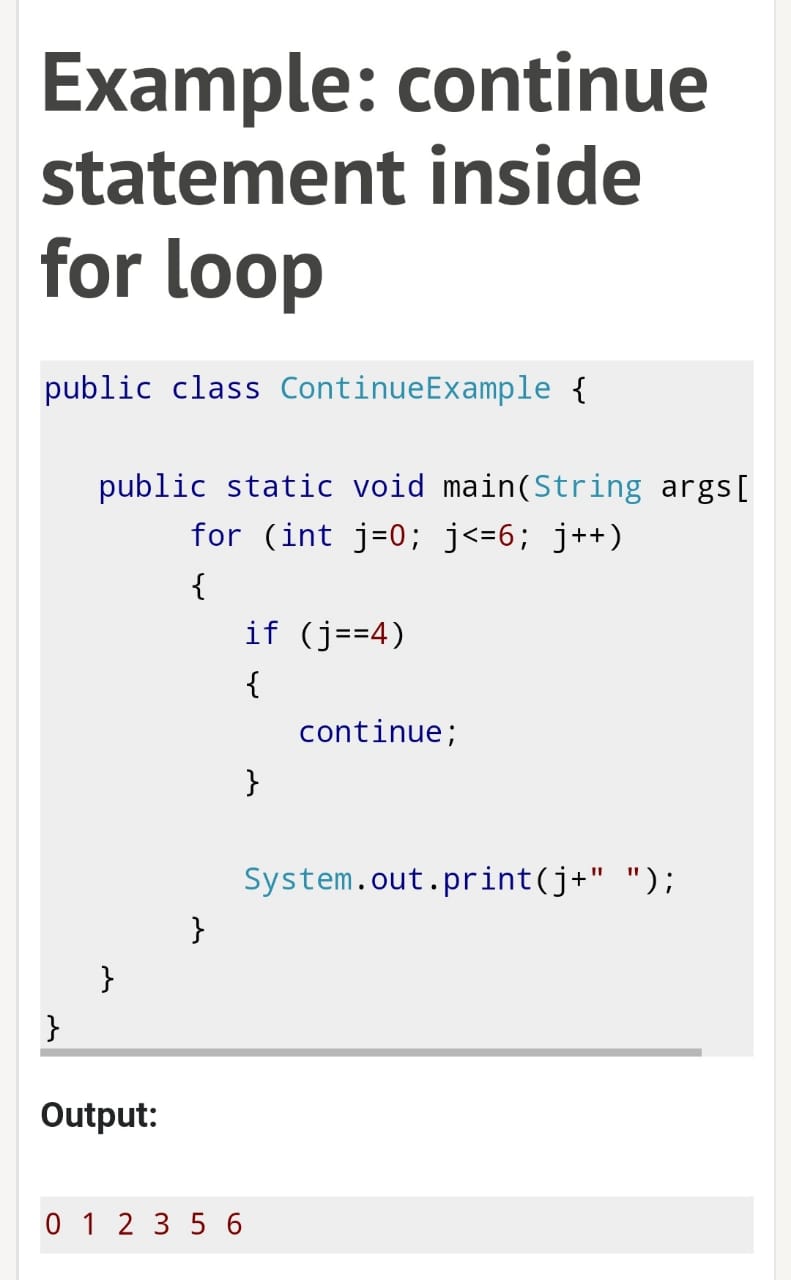 Example: continue
statement inside
for loop
public class ContinueExample {
public static void main(String args[
for (int j=0; j<=6; j++)
{
if (j==4)
{
continue;
}
System.out.print(j+" ");
}
}
}
Output:
0 1 2 3 5 6